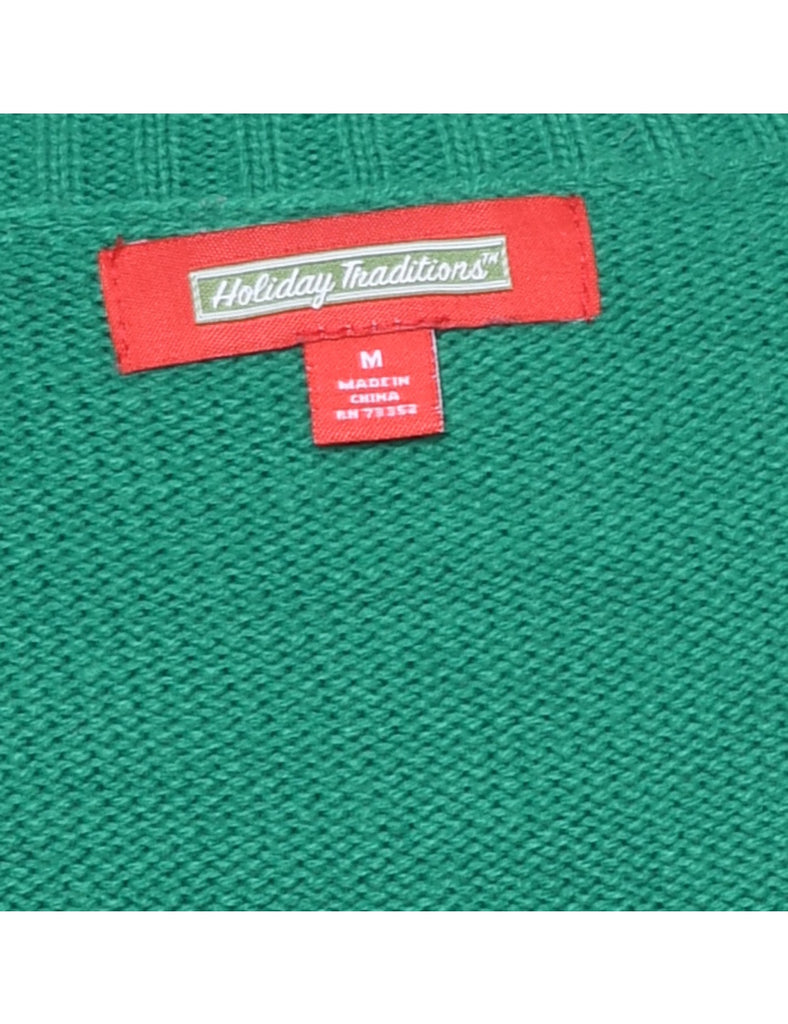 Holiday Traditions™
M
MADE IN
CHINA
RN 73352